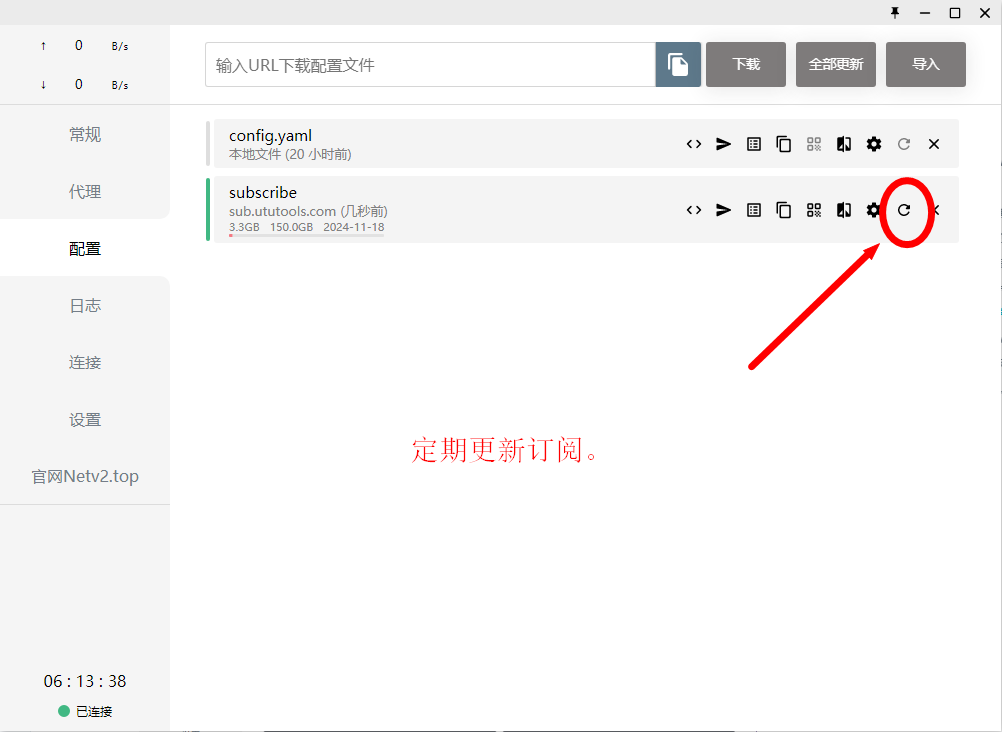 ↑ 0 B/s
↓ 0 B/s
常规
代理
配置
日志
连接
设置
官网Netv2.top
06 : 13 : 38
已连接
输入URL下载配置文件
下载
全部更新
导入
config.yaml
本地文件 (20 小时前)
subscribe
sub.ututools.com (几秒前)
3.3GB 150.0GB 2024-11-18
定期更新订阅。